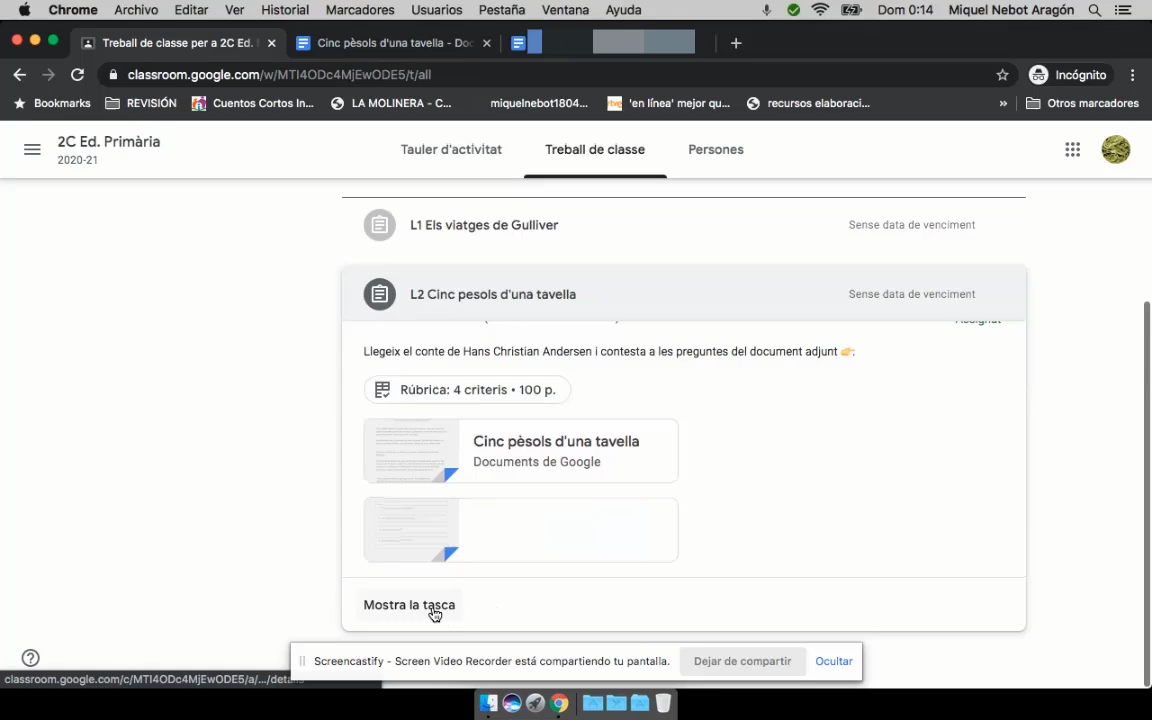 Chrome Archivo Editar Ver Historial Marcadores Usuarios Pestaña Ventana Ayuda Dom 0:14 Miquel Nebot Aragón
Treball de classe per a 2C Ed. Cinc pèsols d'una tavella - Doc
classroom.google.com/w/MTI4ODc4MjEwODE5/t/all Incógnito
Bookmarks REVISIÓN Cuentos Cortos In... LA MOLINERA - C... miquelnebot1804... 'en línea' mejor qu... recursos elaboraci... » Otros marcadores
2C Ed. Primària
2020-21
Tauler d'activitat Treball de classe Persones
L1 Els viatges de Gulliver Sense data de venciment
L2 Cinc pesols d'una tavella Sense data de venciment
Assignat
Llegeix el conte de Hans Christian Andersen i contesta a les preguntes del document adjunt 👉.
Rúbrica: 4 criteris • 100 p.
Cinc pèsols d'una tavella
Documents de Google
Mostra la tasca
Screencastify - Screen Video Recorder está compartiendo tu pantalla. Dejar de compartir Ocultar
classroom.google.com/c/MTI4ODc4MjEwODE5/a/.../details